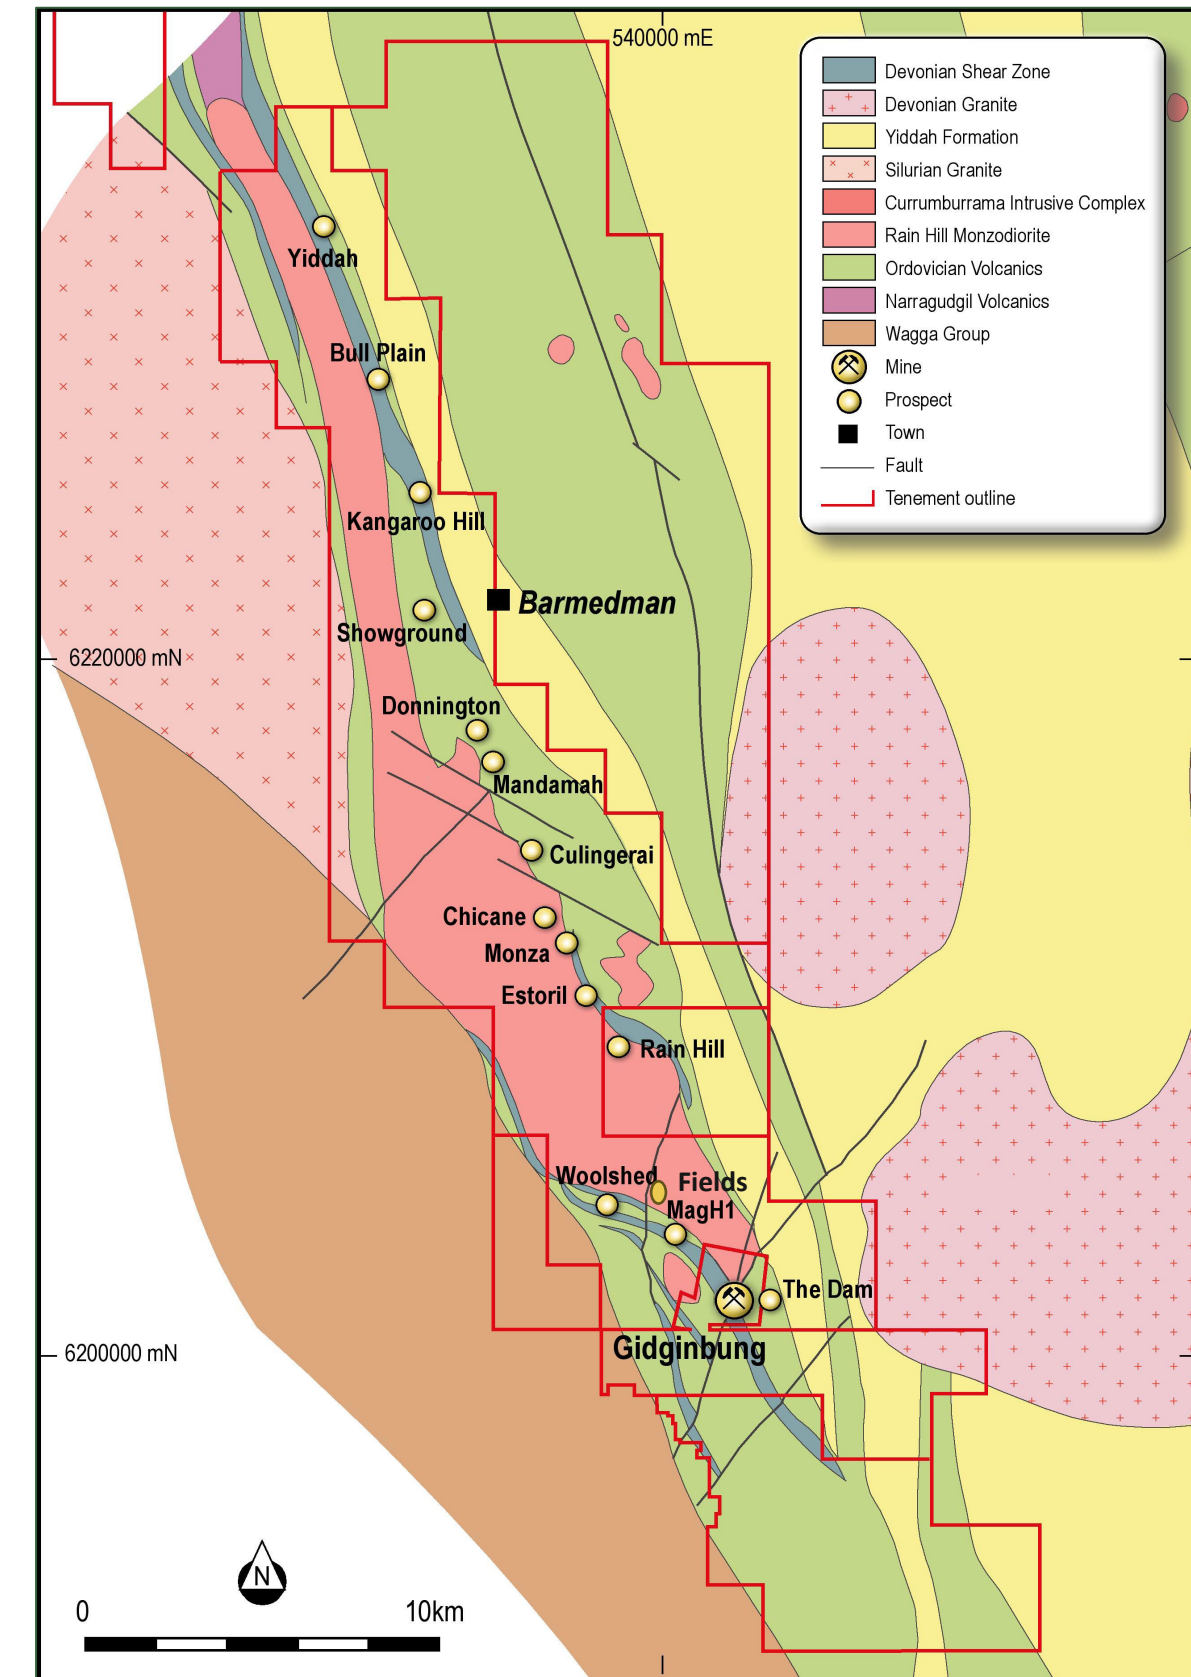 540000 mE
Devonian Shear Zone
Devonian Granite
Yiddah Formation
Silurian Granite
Currumburrama Intrusive Complex
Rain Hill Monzodiorite
Ordovician Volcanics
Narragudgil Volcanics
Wagga Group
Mine
Prospect
Town
Fault
Tenement outline
Yiddah
Bull Plain
Kangaroo Hill
Barmedman
Showground
6220000 mN
Donnington
Mandamah
Culingerai
Chicane
Monza
Estoril
Rain Hill
Woolshed
Fields
MagH1
The Dam
Gidginbung
6200000 mN
N
0 10km